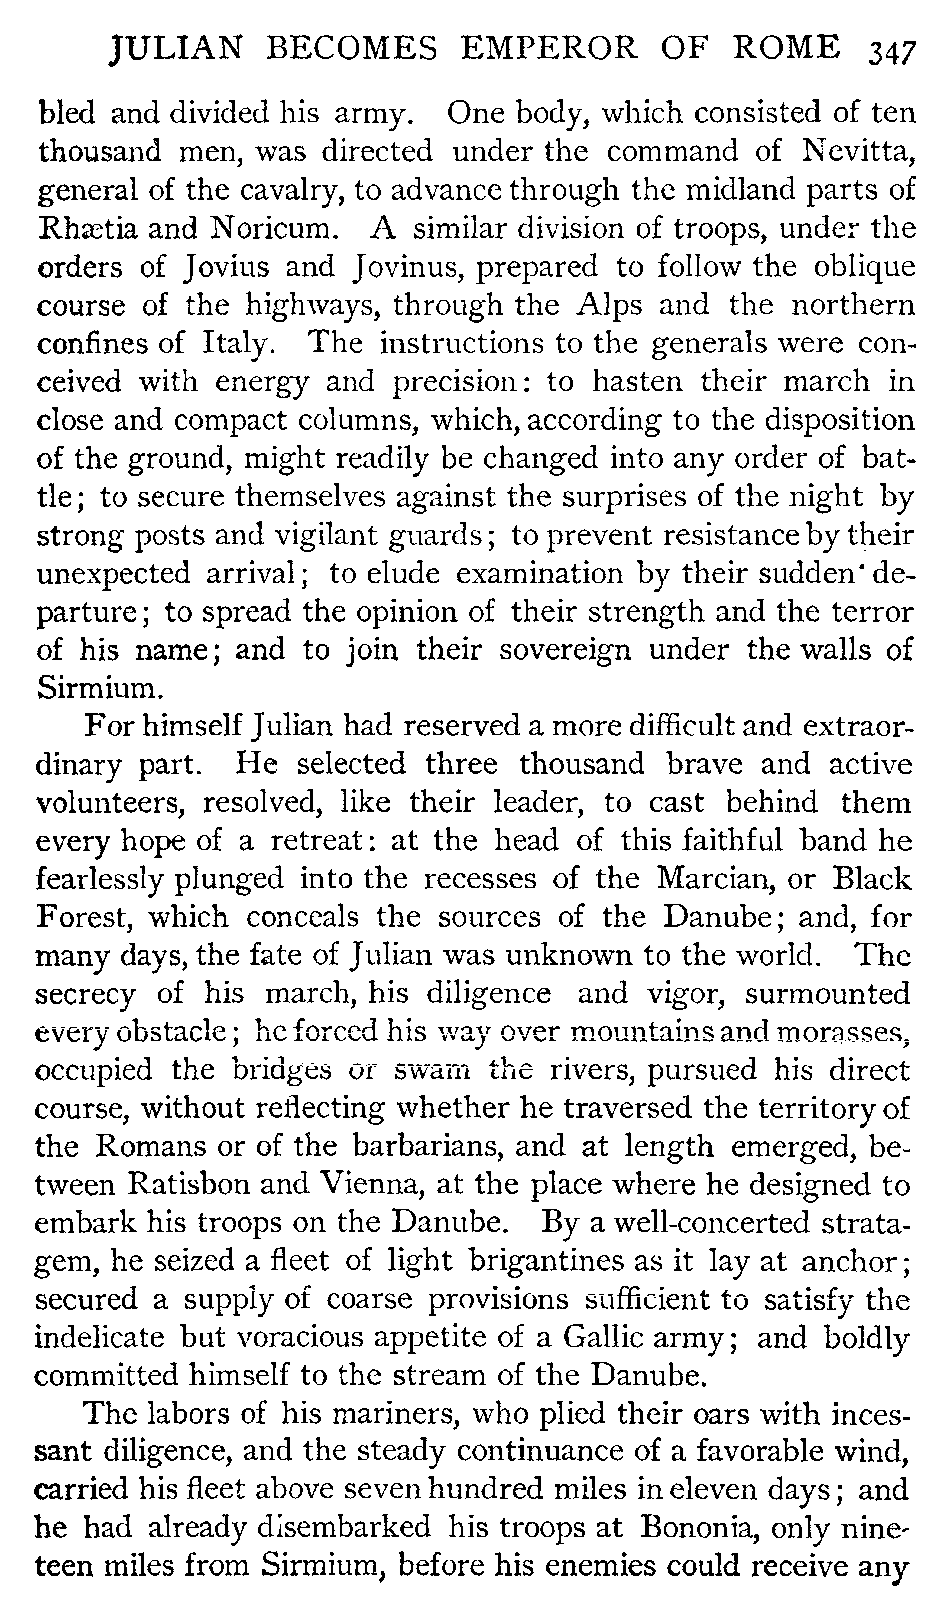 JULIAN BECOMES EMPEROR OF ROME 347
bled and divided his army. One body, which consisted of ten
thousand men, was directed under the command of Nevitta,
general of the cavalry, to advance through the midland parts of
Rhætia and Noricum. A similar division of troops, under the
orders of Jovius and Jovinus, prepared to follow the oblique
course of the highways, through the Alps and the northern
confines of Italy. The instructions to the generals were con-
ceived with energy and precision: to hasten their march in
close and compact columns, which, according to the disposition
of the ground, might readily be changed into any order of bat-
tle; to secure themselves against the surprises of the night by
strong posts and vigilant guards; to prevent resistance by their
unexpected arrival; to elude examination by their sudden de-
parture; to spread the opinion of their strength and the terror
of his name; and to join their sovereign under the walls of
Sirmium.
For himself Julian had reserved a more difficult and extraor-
dinary part. He selected three thousand brave and active
volunteers, resolved, like their leader, to cast behind them
every hope of a retreat: at the head of this faithful band he
fearlessly plunged into the recesses of the Marcian, or Black
Forest, which conceals the sources of the Danube; and, for
many days, the fate of Julian was unknown to the world. The
secrecy of his march, his diligence and vigor, surmounted
every obstacle; he forced his way over mountains and morasses,
occupied the bridges or swam the rivers, pursued his direct
course, without reflecting whether he traversed the territory of
the Romans or of the barbarians, and at length emerged, be-
tween Ratisbon and Vienna, at the place where he designed to
embark his troops on the Danube. By a well-concerted strata-
gem, he seized a fleet of light brigantines as it lay at anchor;
secured a supply of coarse provisions sufficient to satisfy the
indelicate but voracious appetite of a Gallic army; and boldly
committed himself to the stream of the Danube.
The labors of his mariners, who plied their oars with inces-
sant diligence, and the steady continuance of a favorable wind,
carried his fleet above seven hundred miles in eleven days; and
he had already disembarked his troops at Bononia, only nine-
teen miles from Sirmium, before his enemies could receive any